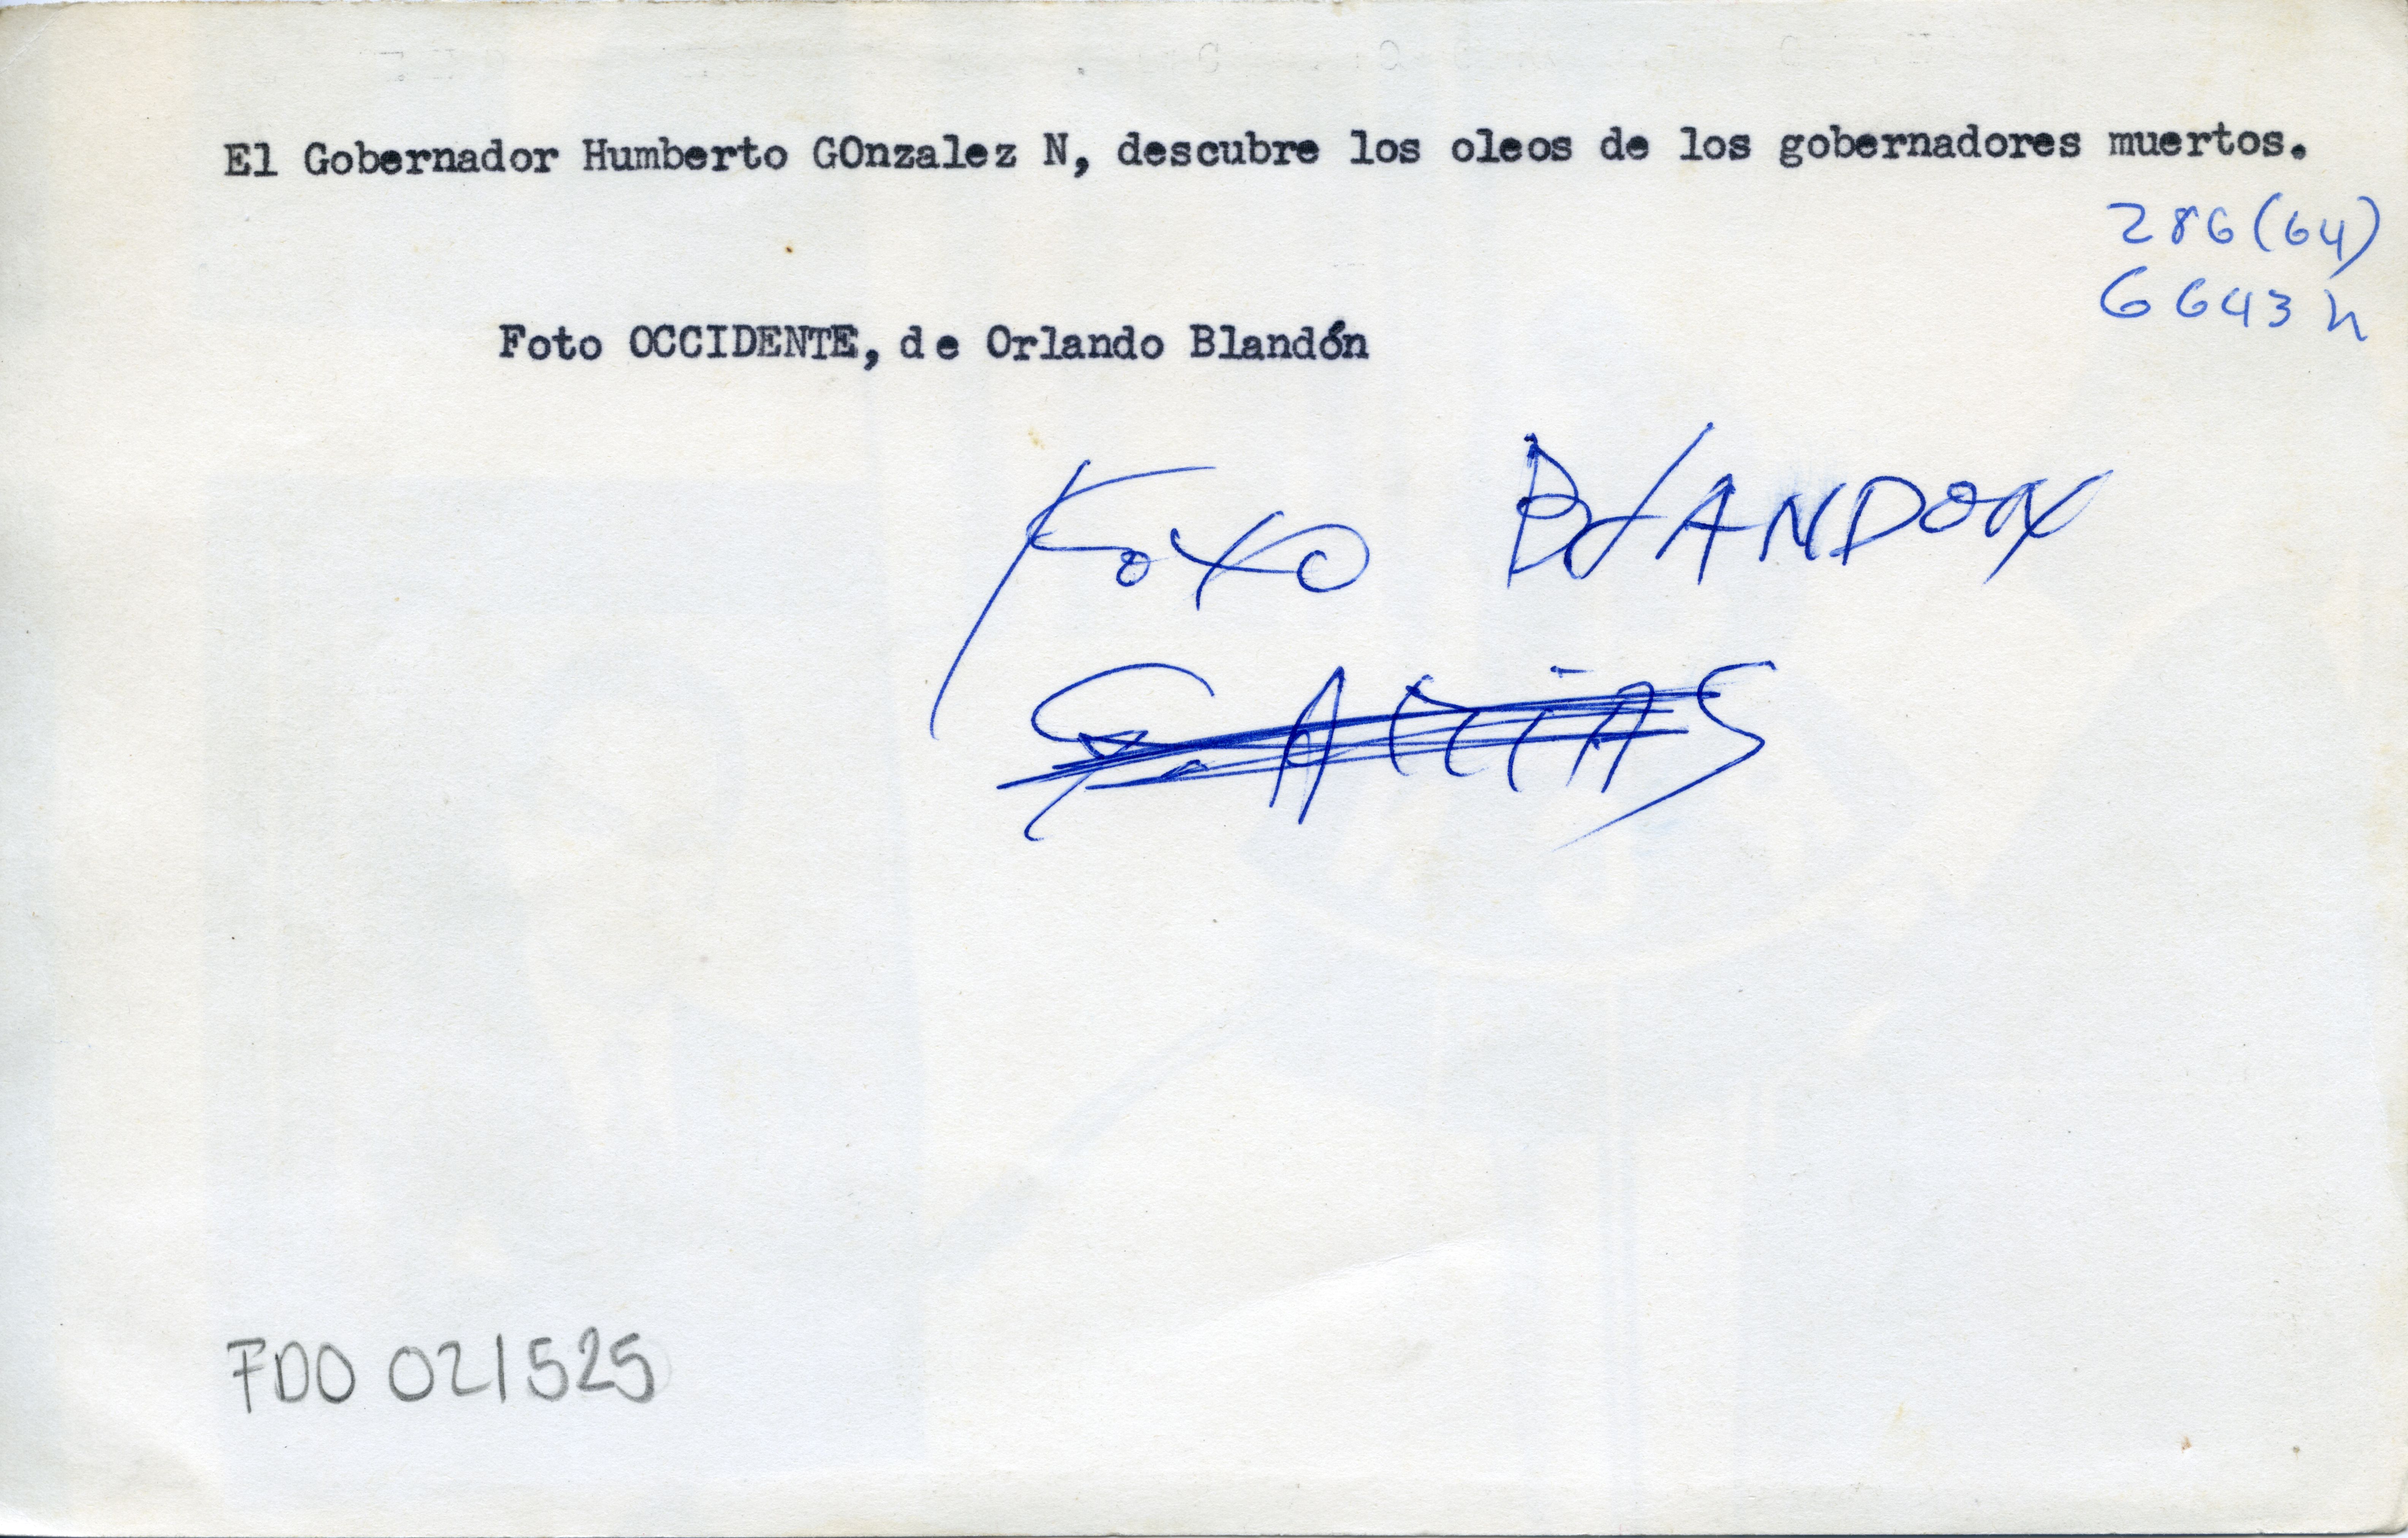 El Gobernador Humberto GOnzalez N, descubre los oleos de los gobernadores muertos.
286(64)
6643 h
Foto OCCIDENTE, de Orlando Blandón
Foto BlANDON
FDO 021525